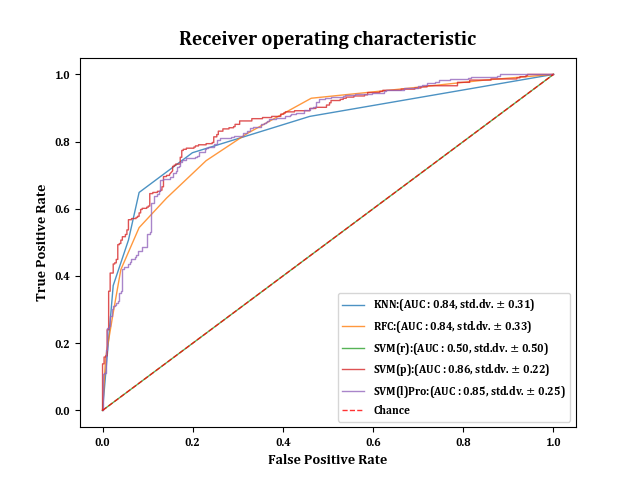 Receiver operating characteristic
True Positive Rate
1.0
0.8
0.6
0.4
0.2
0.0
KNN:(AUC : 0.84, std.dv. ± 0.31)
RFC:(AUC : 0.84, std.dv. ± 0.33)
SVM(r):(AUC : 0.50, std.dv. ± 0.50)
SVM(p):(AUC : 0.86, std.dv. ± 0.22)
SVM(l)Pro:(AUC : 0.85, std.dv. ± 0.25)
Chance
0.0 0.2 0.4 0.6 0.8 1.0
False Positive Rate